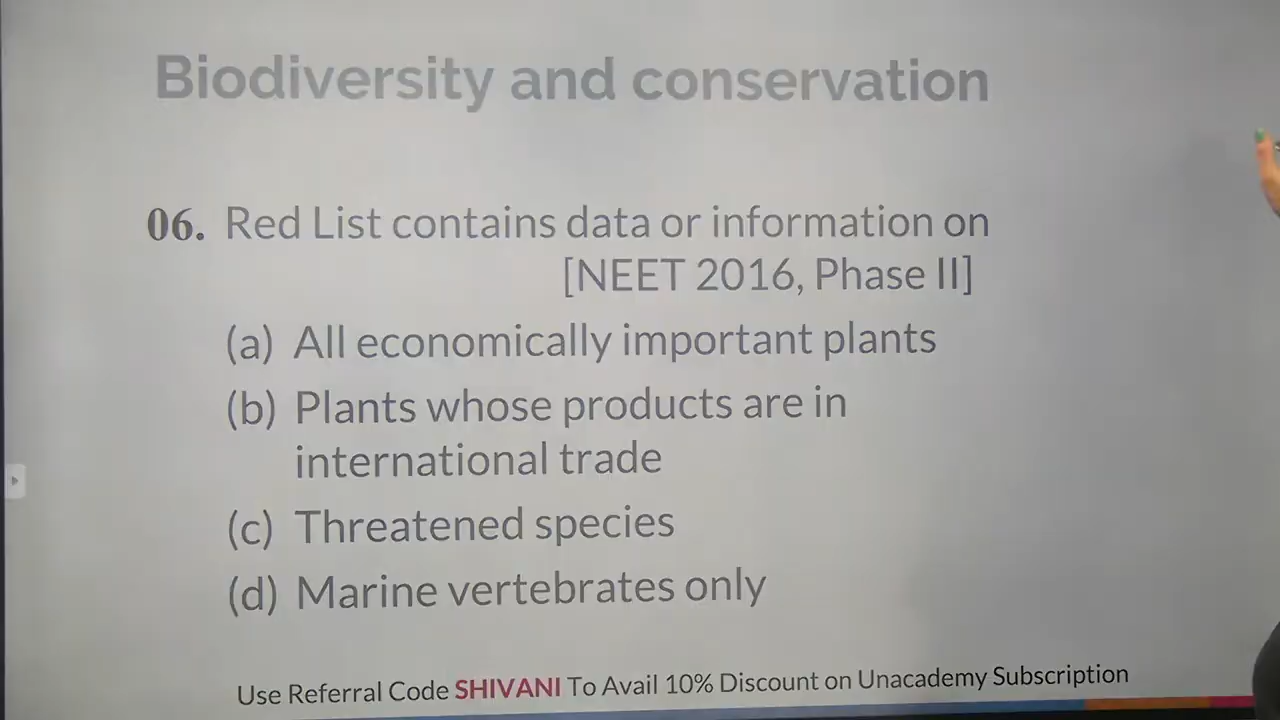 Biodiversity and conservation
06. Red List contains data or information on
[NEET 2016, Phase II]
(a) All economically important plants
(b) Plants whose products are in
international trade
(c) Threatened species
(d) Marine vertebrates only
Use Referral Code SHIVANI To Avail 10% Discount on Unacademy Subscription